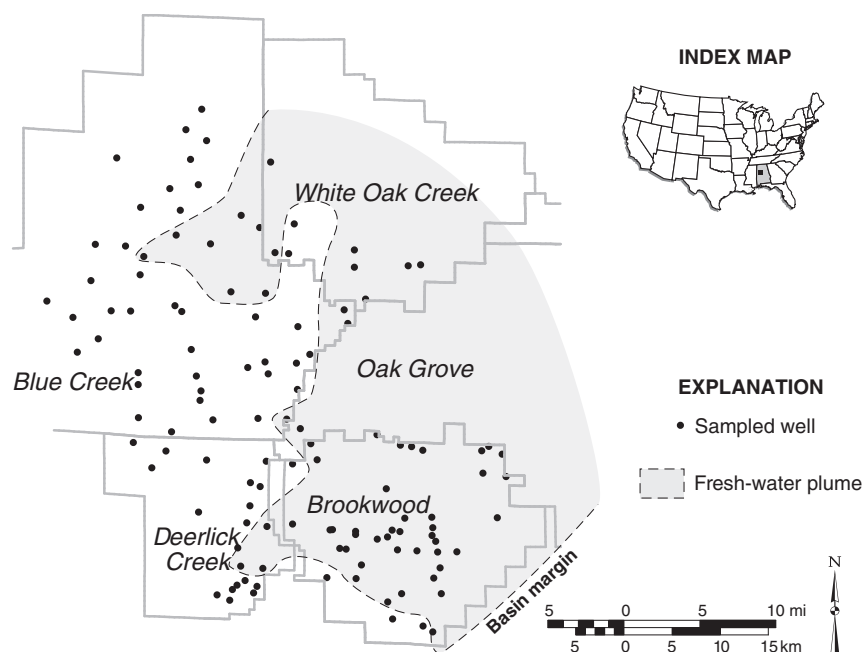 INDEX MAP
White Oak Creek
Oak Grove
Blue Creek
EXPLANATION
Sampled well
Fresh-water plume
Brookwood
Deerlick
Creek
Basin margin
N
5 0 5 10 mi
5 0 5 10 15 km